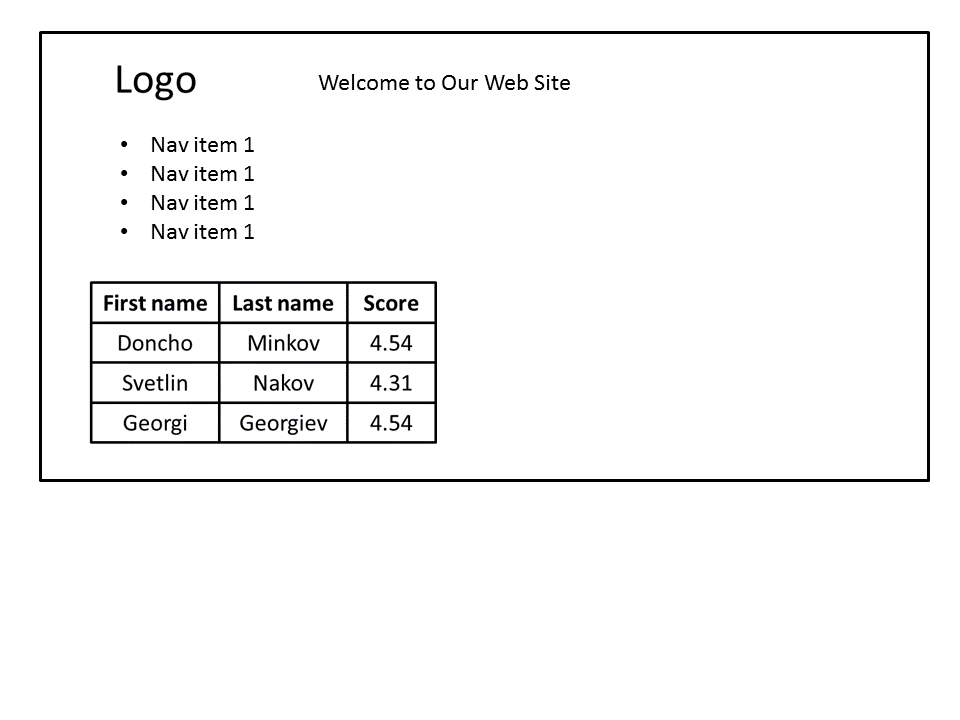 Logo
Welcome to Our Web Site
• Nav item 1
• Nav item 1
• Nav item 1
• Nav item 1
First name Last name Score
Doncho Minkov 4.54
Svetlin Nakov 4.31
Georgi Georgiev 4.54